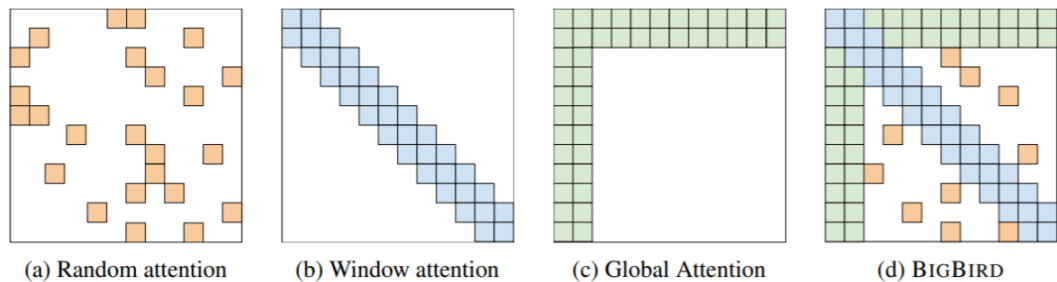 (a) Random attention
(b) Window attention
(c) Global Attention
(d) BIGBIRD